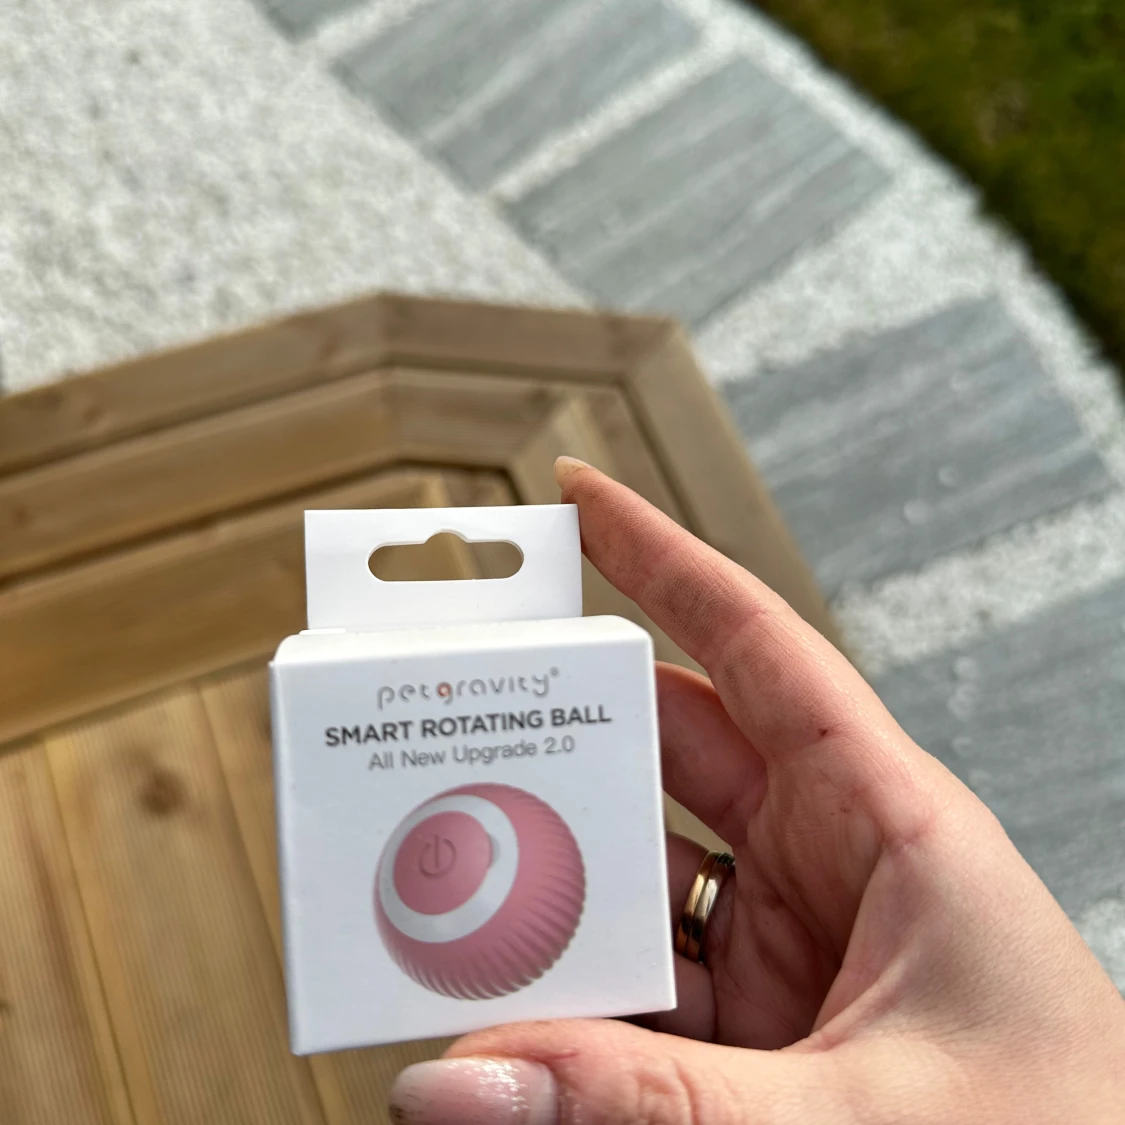 petgravity®
SMART ROTATING BALL
All New Upgrade 2.0